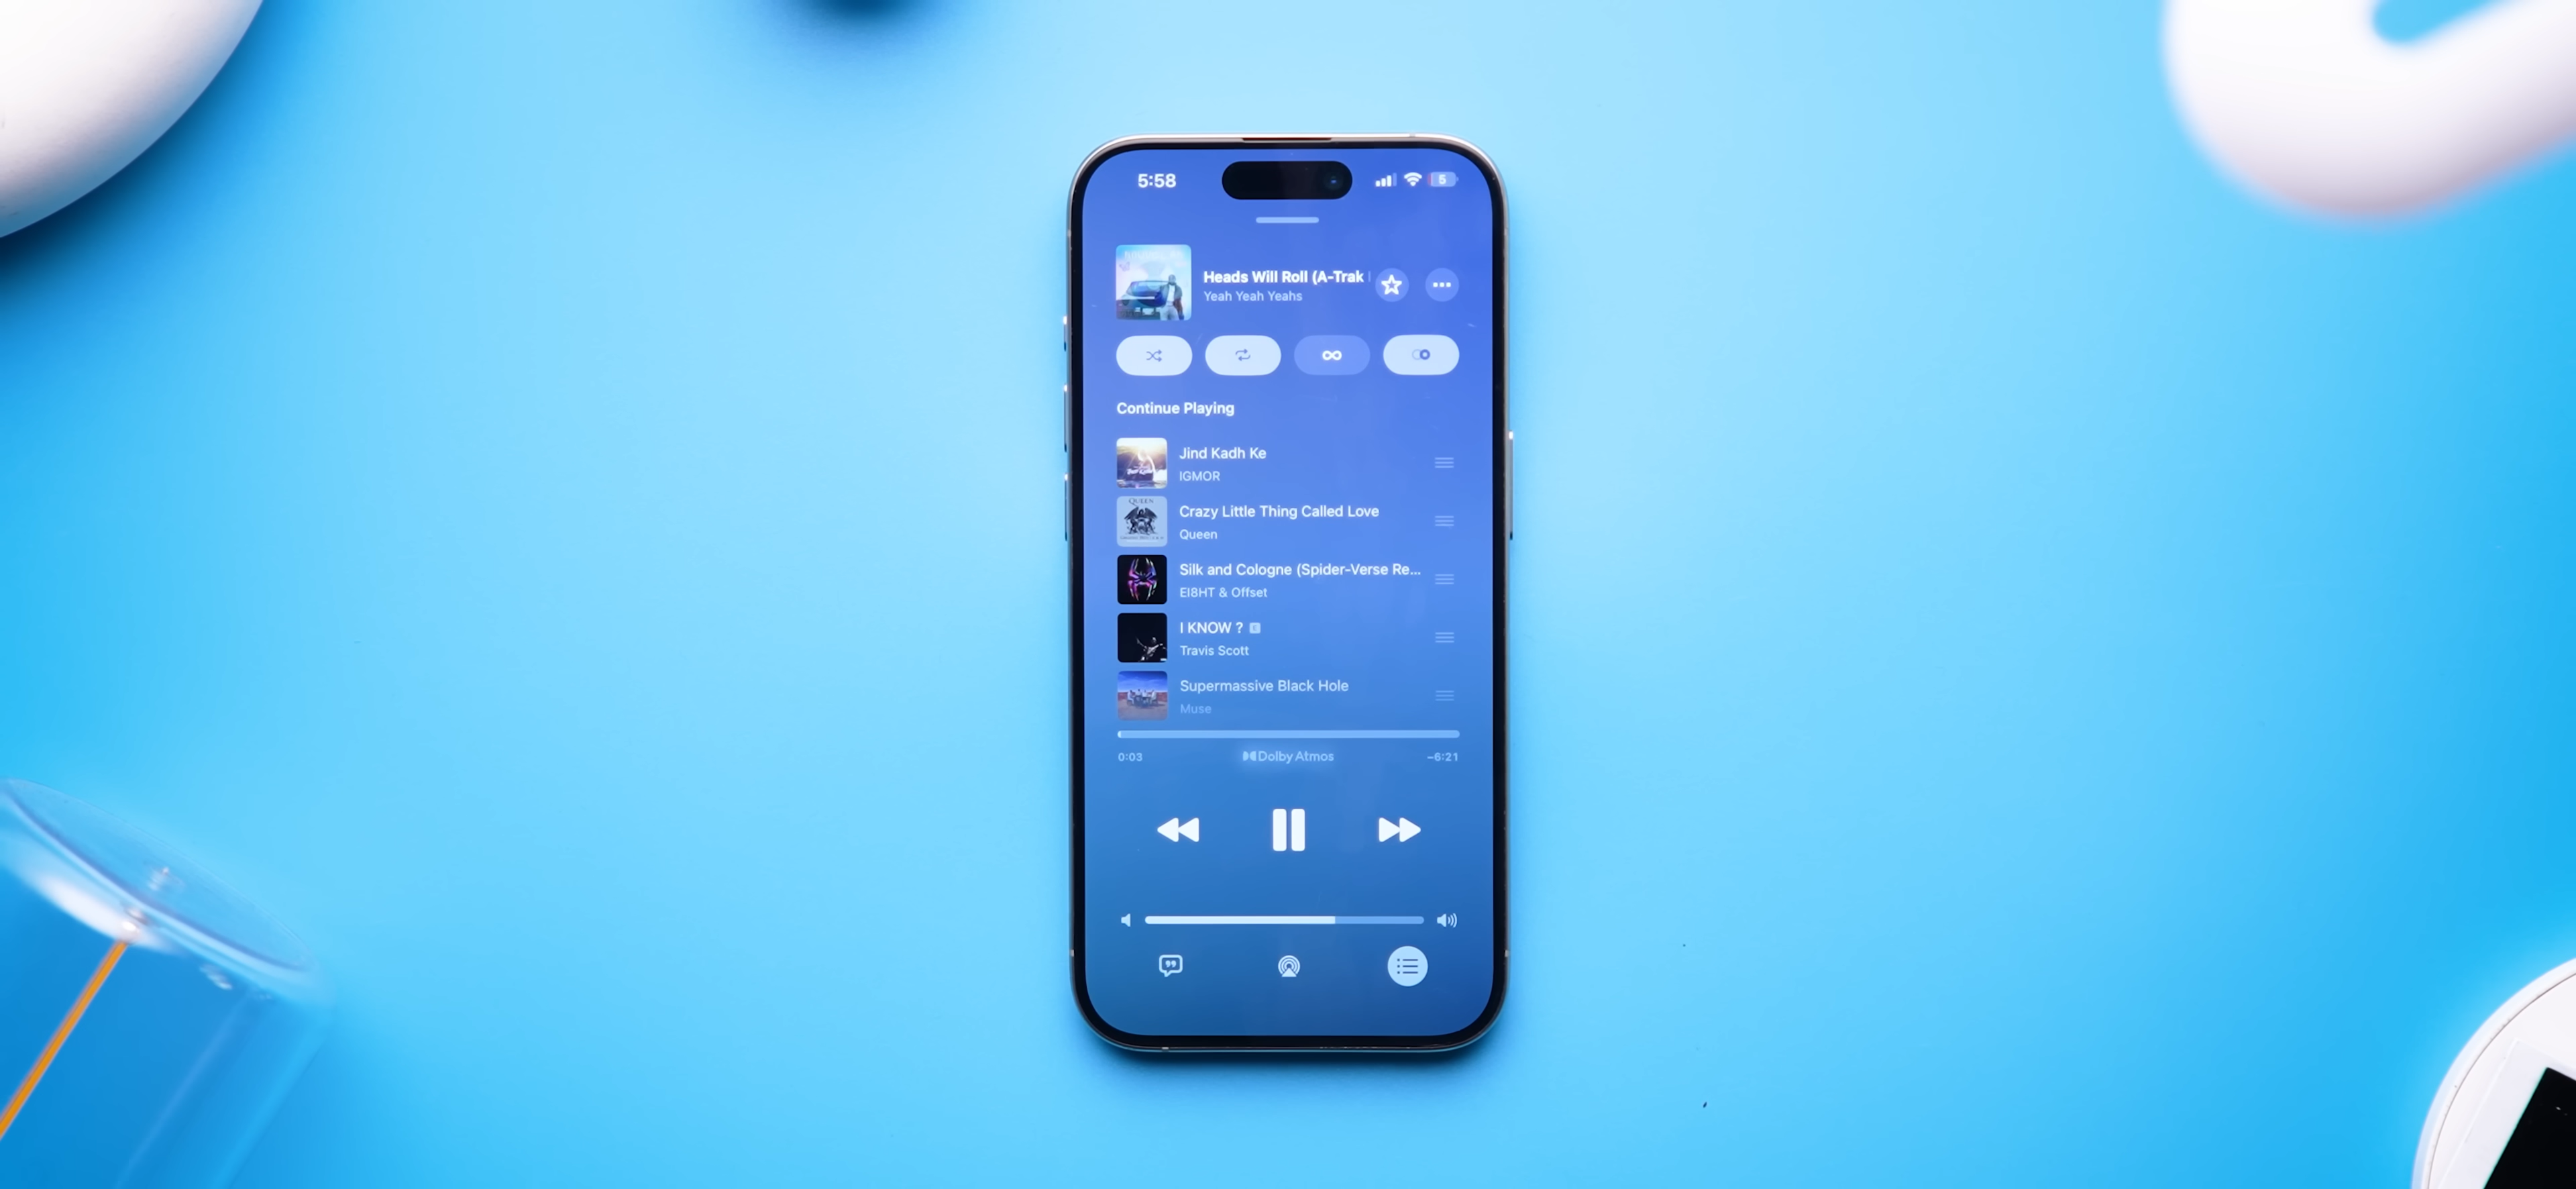 5:58
5
Heads Will Roll (A-Trak
Yeah Yeah Yeahs
Continue Playing
Jind Kadh Ke
IGMOR
QUEEN
Crazy Little Thing Called Love
Queen
Silk and Cologne (Spider-Verse Re...
EI8HT & Offset
I KNOW ? E
Travis Scott
Supermassive Black Hole
Muse
0:03
Dolby Atmos
-6:21